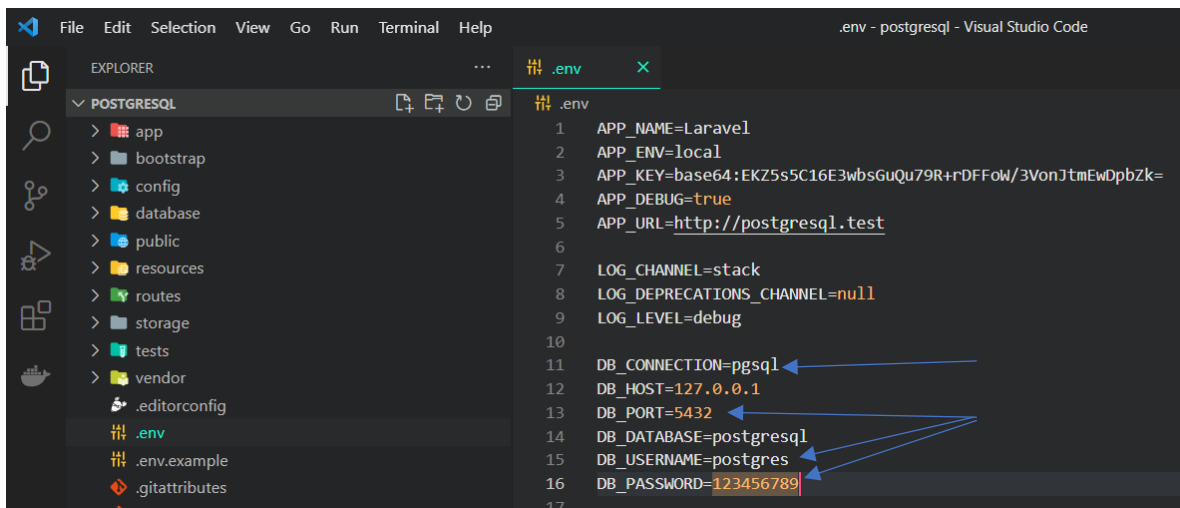 File Edit Selection View Go Run Terminal Help .env - postgresql - Visual Studio Code
EXPLORER ...
POSTGRESQL
app
bootstrap
config
database
public
resources
routes
storage
tests
vendor
.editorconfig
.env
.env.example
.gitattributes
.env
.env
1 APP_NAME=Laravel
2 APP_ENV=local
3 APP_KEY=base64:EKZ5s5C16E3wbsGuQu79R+rDFFoW/3VonJtmEwDpbZk=
4 APP_DEBUG=true
5 APP_URL=http://postgresql.test
6
7 LOG_CHANNEL=stack
8 LOG_DEPRECATIONS_CHANNEL=null
9 LOG_LEVEL=debug
10
11 DB_CONNECTION=pgsql
12 DB_HOST=127.0.0.1
13 DB_PORT=5432
14 DB_DATABASE=postgresql
15 DB_USERNAME=postgres
16 DB_PASSWORD=123456789
17